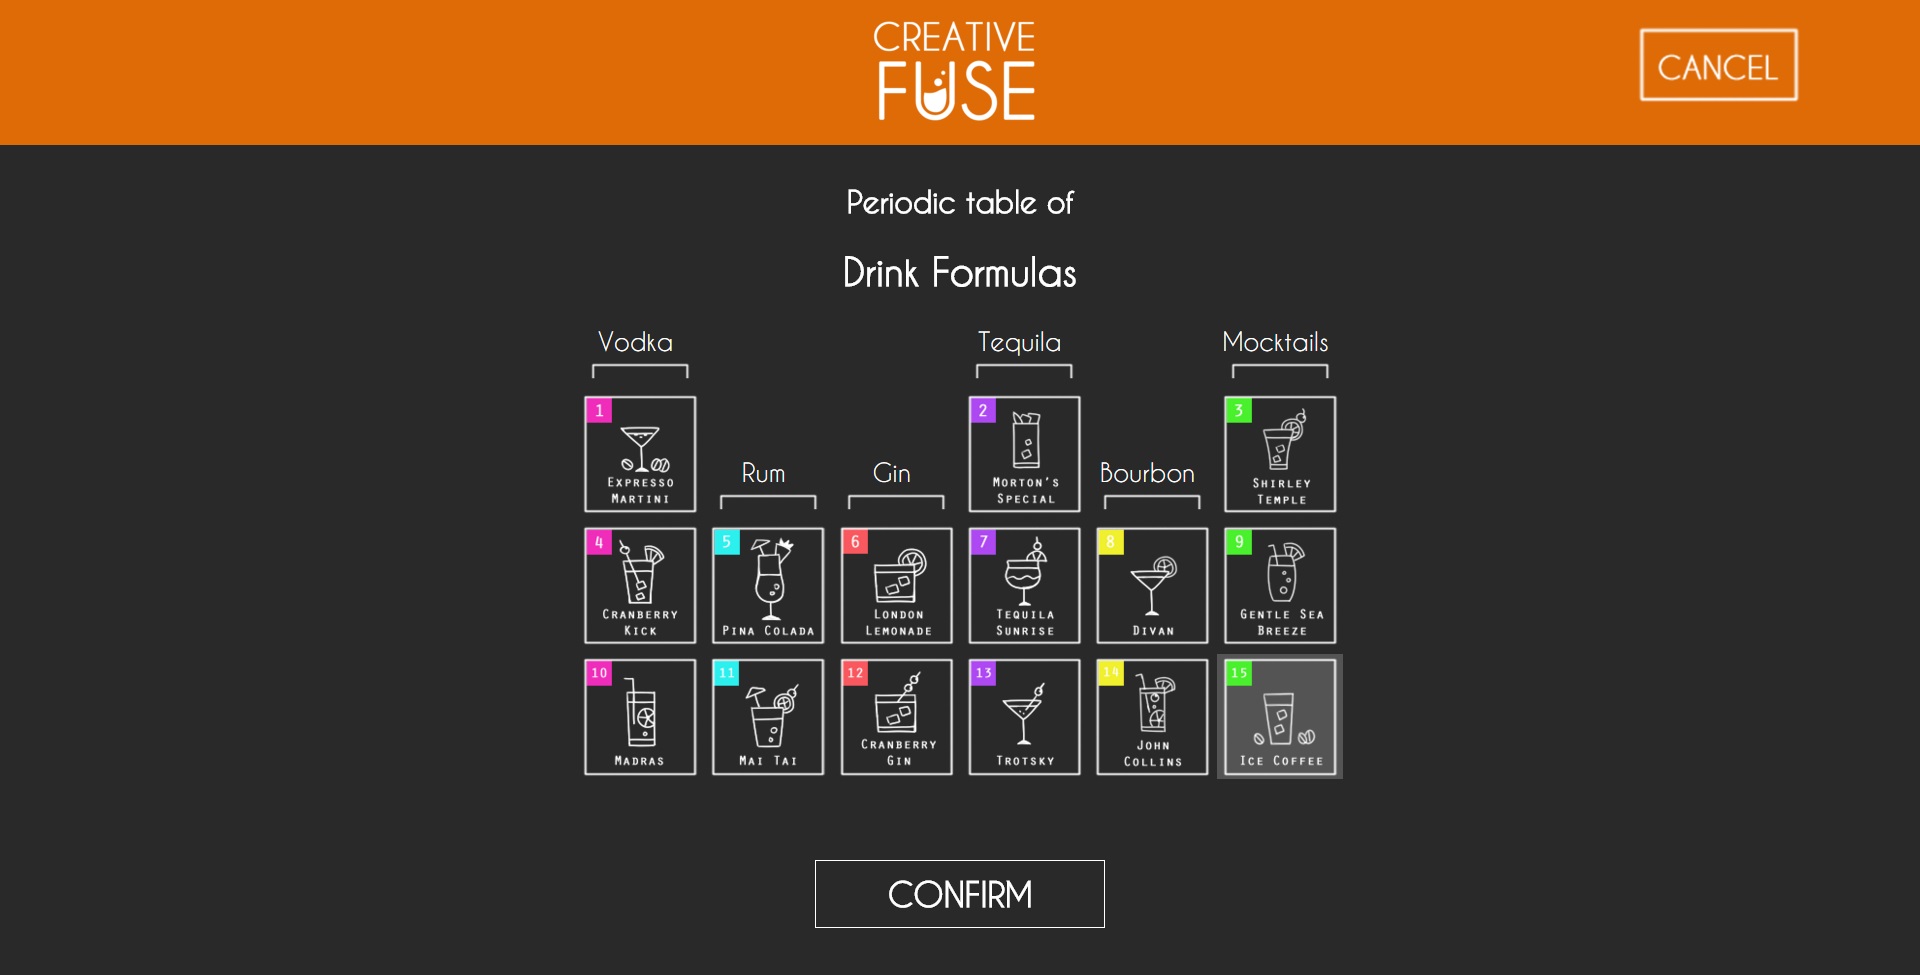 CREATIVE
FUSE
CANCEL
Periodic table of
Drink Formulas
Vodka
Tequila
Mocktails
1
EXPRESSO
MARTINI
Rum
Gin
2
MORTON'S
SPECIAL
Bourbon
3
SHIRLEY
TEMPLE
4
CRANBERRY
KICK
5
PINA COLADA
6
LONDON
LEMONADE
7
TEQUILA
SUNRISE
8
DIVAN
9
GENTLE SEA
BREEZE
10
MADRAS
11
MAI TAI
12
CRANBERRY
GIN
13
TROTSKY
14
JOHN
COLLINS
15
ICE COFFEE
CONFIRM